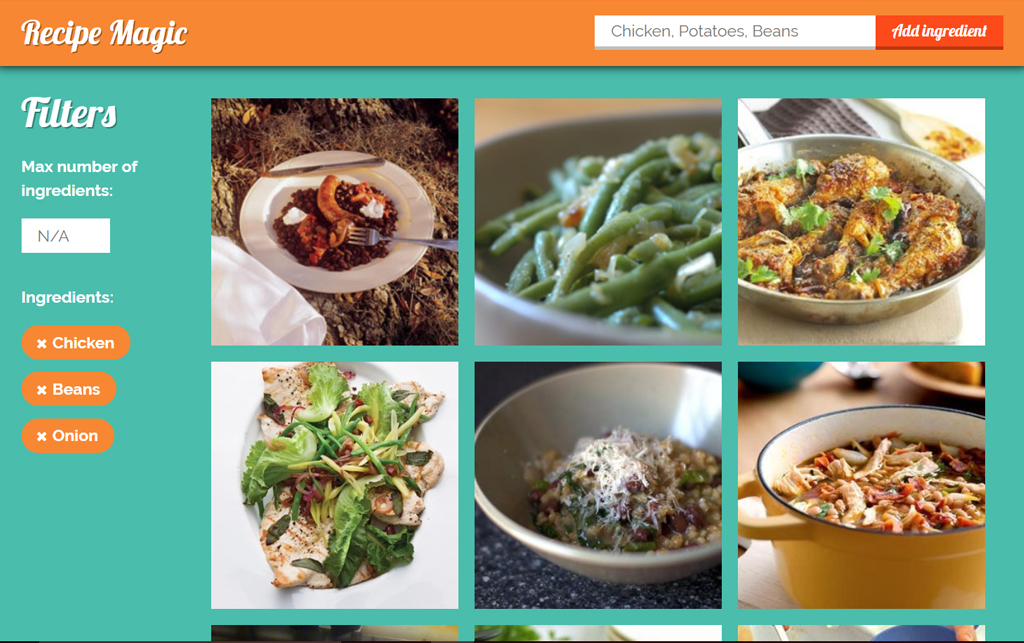 Recipe Magic
Chicken, Potatoes, Beans
Add ingredient
Filters
Max number of
ingredients:
N/A
Ingredients:
✖ Chicken
✖ Beans
✖ Onion